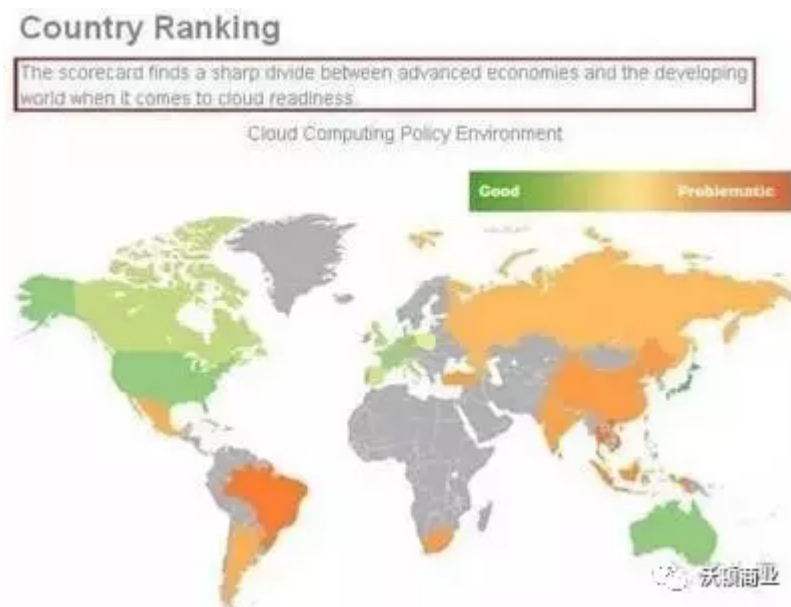 Country Ranking
The scorecard finds a sharp divide between advanced economies and the developing
world when it comes to cloud readiness.
Cloud Computing Policy Environment
Good
Problematic
沃顿商业